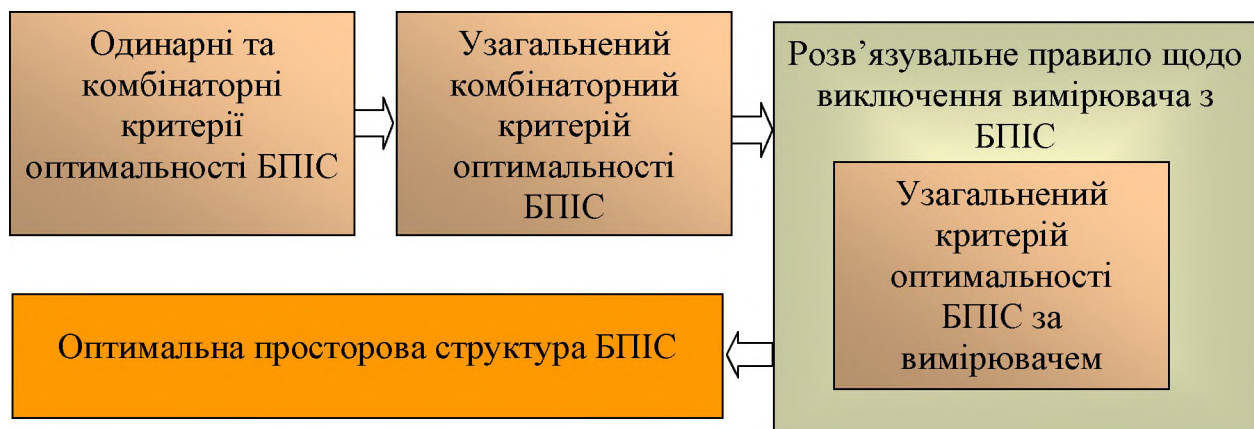 Одинарні та
комбінаторні
критерії
оптимальності БПІС
Узагальнений
комбінаторний
критерій
оптимальності
БПІС
Розв’язувальне правило щодо
виключення вимірювача з
БПІС
Узагальнений
критерій
оптимальності
БПІС за
вимірювачем
Оптимальна просторова структура БПІС